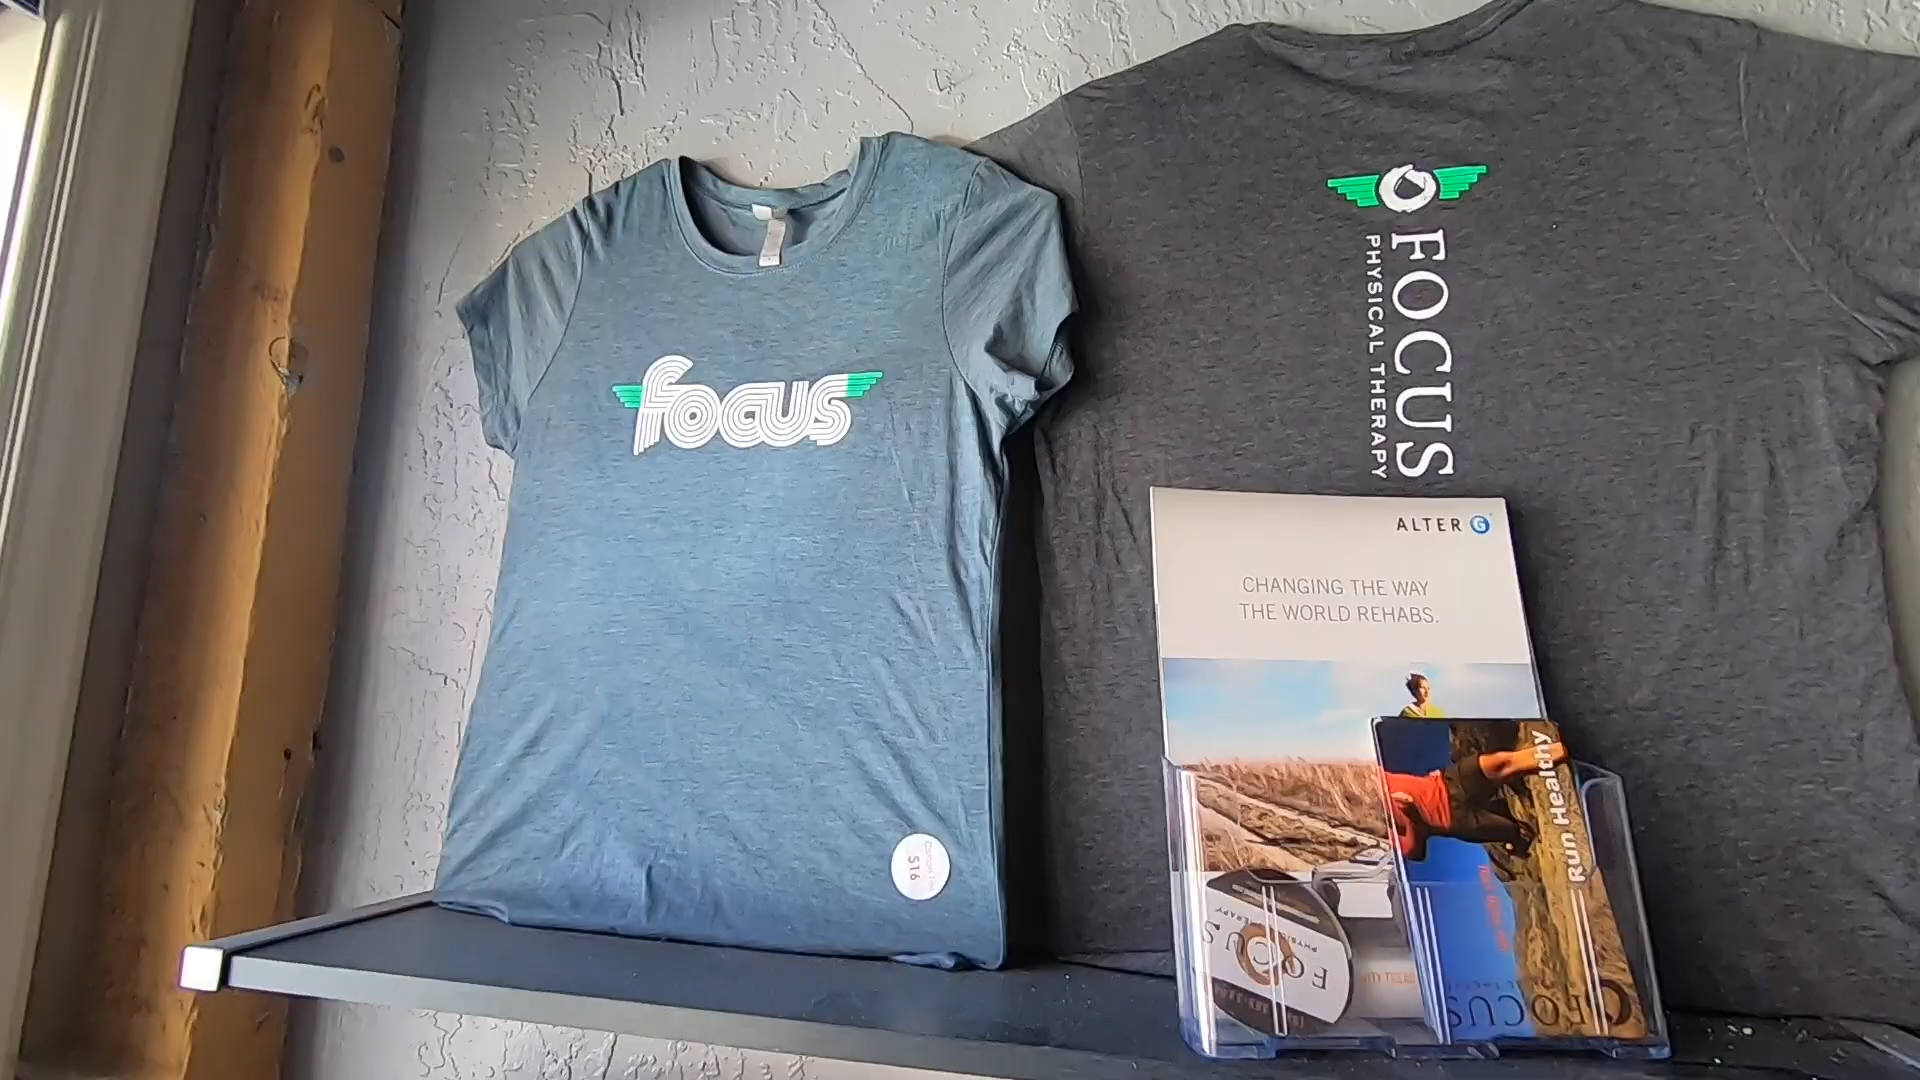 focus
$16
FOCUS
PHYSICAL THERAPY
ALTER G
CHANGING THE WAY
THE WORLD REHABS.
Run Healthy
FOCUS
FOCUS